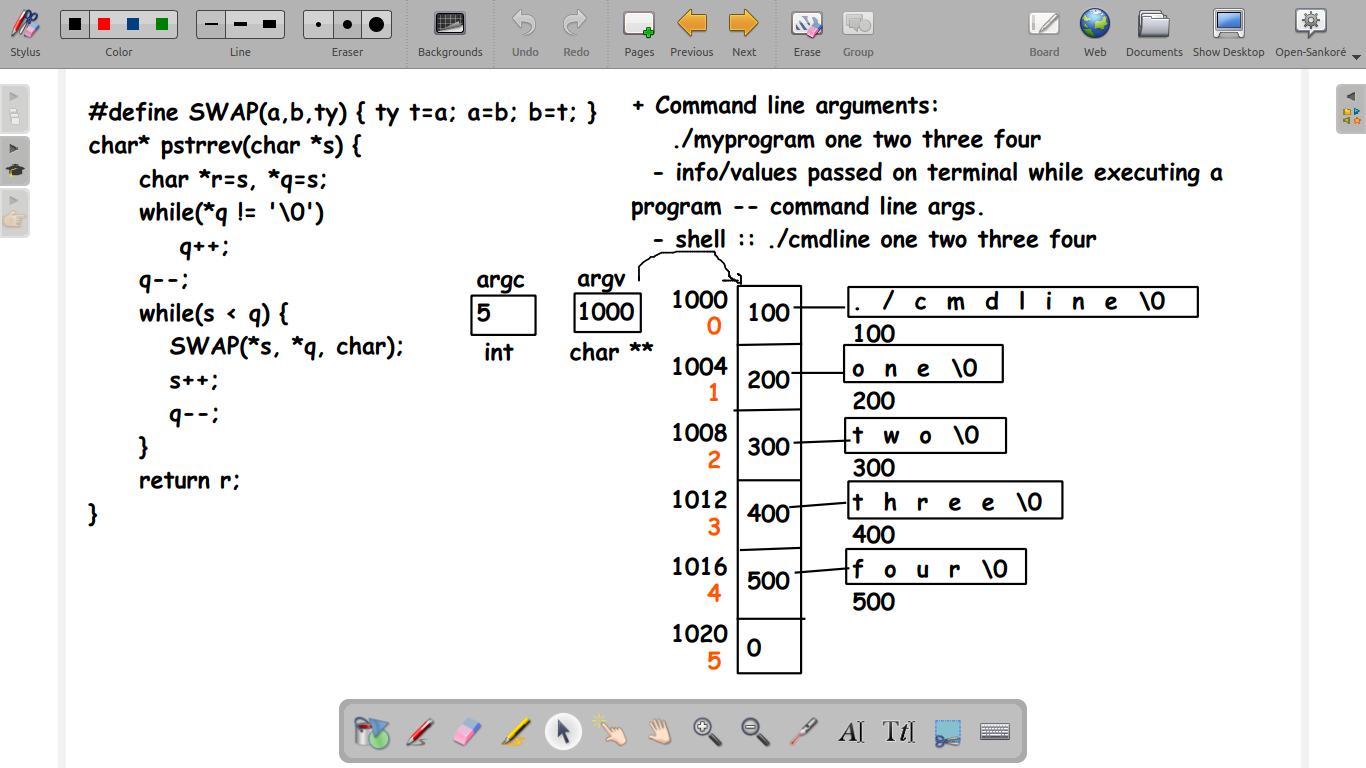 Stylus
Color
Line
Eraser
Backgrounds
Undo
Redo
Pages
Previous
Next
Erase
Group
Board
Web
Documents
Show Desktop
Open-Sankoré
#define SWAP(a,b,ty) { ty t=a; a=b; b=t; }
char* pstrrev(char *s) {
char *r=s, *q=s;
while(*q != '\0')
q++;
q--;
while(s < q) {
SWAP(*s, *q, char);
s++;
q--;
}
return r;
}
+ Command line arguments:
./myprogram one two three four
- info/values passed on terminal while executing a
program -- command line args.
- shell :: ./cmdline one two three four
argc
5
int
argv
1000
char **
1000 100 . / c m d l i n e \0
0 100
1004 200 o n e \0
1 200
1008 300 t w o \0
2 300
1012 400 t h r e e \0
3 400
1016 500 f o u r \0
4 500
1020 0
5
A
Tt